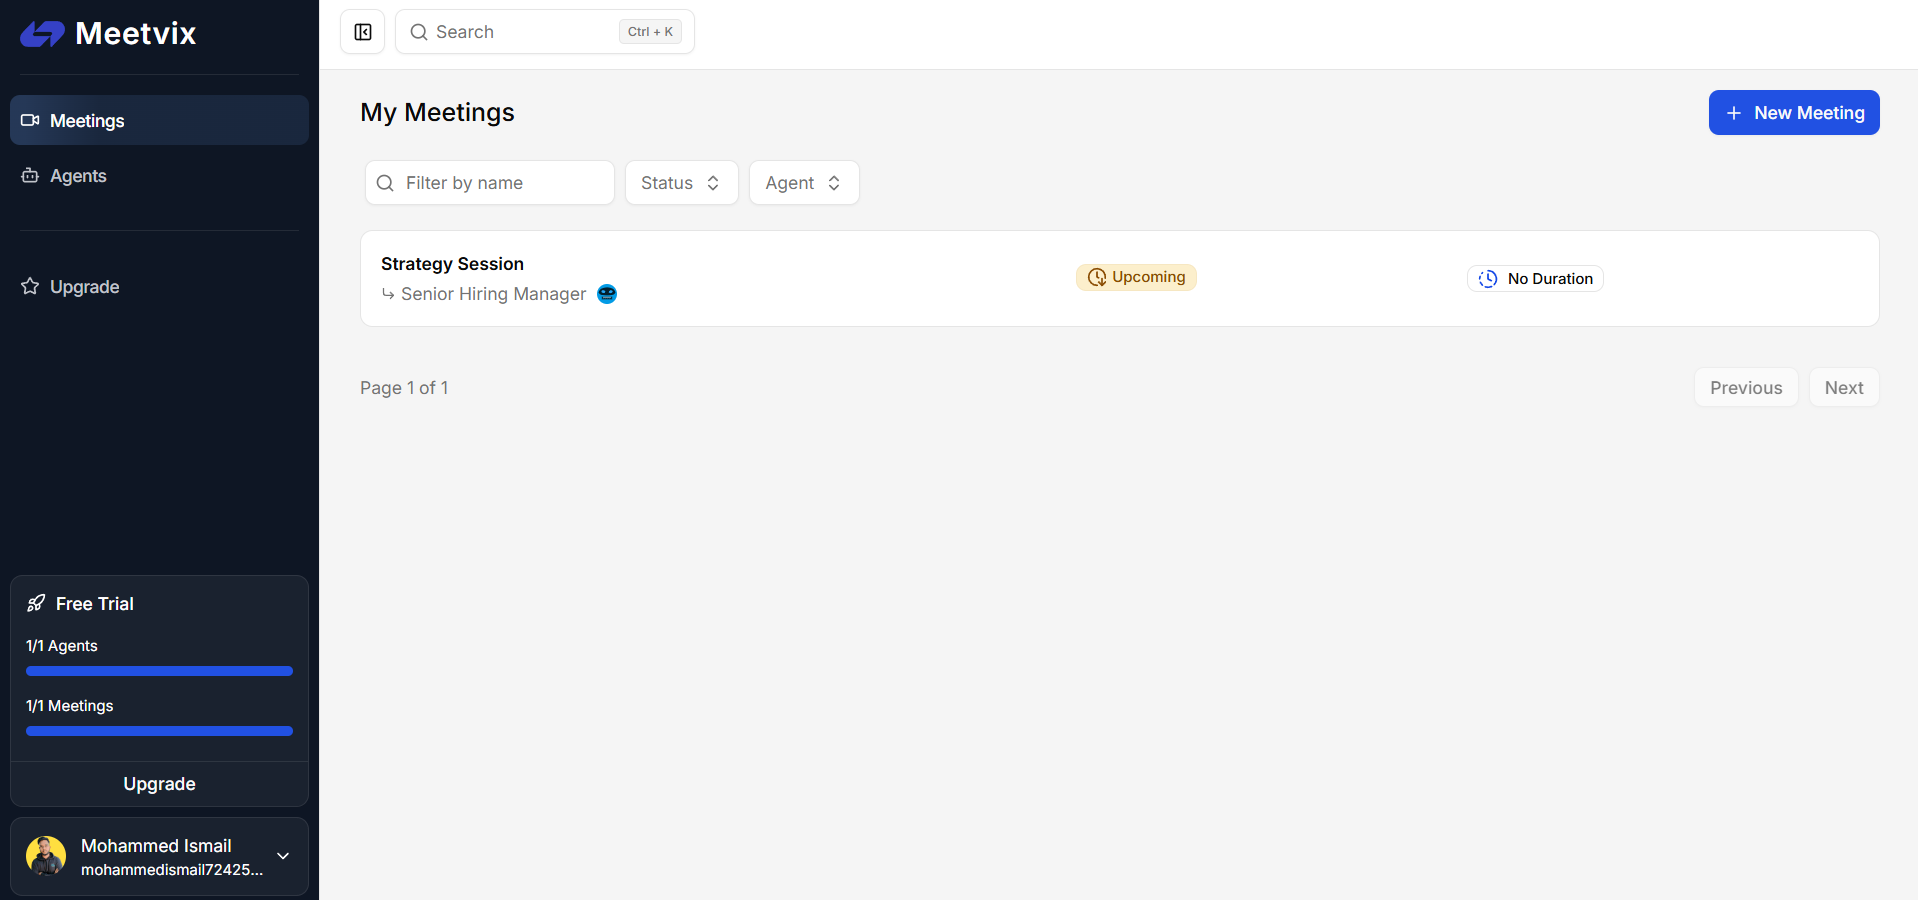 Meetvix
Meetings
Agents
Upgrade
Free Trial
1/1 Agents
1/1 Meetings
Upgrade
Mohammed Ismail
mohammedismail72425...
Search
Ctrl + K
My Meetings
New Meeting
Filter by name
Status
Agent
Strategy Session
Senior Hiring Manager
Upcoming
No Duration
Page 1 of 1
Previous
Next